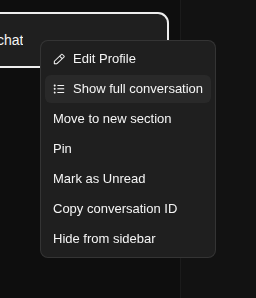 chat
Edit Profile
Show full conversation
Move to new section
Pin
Mark as Unread
Copy conversation ID
Hide from sidebar